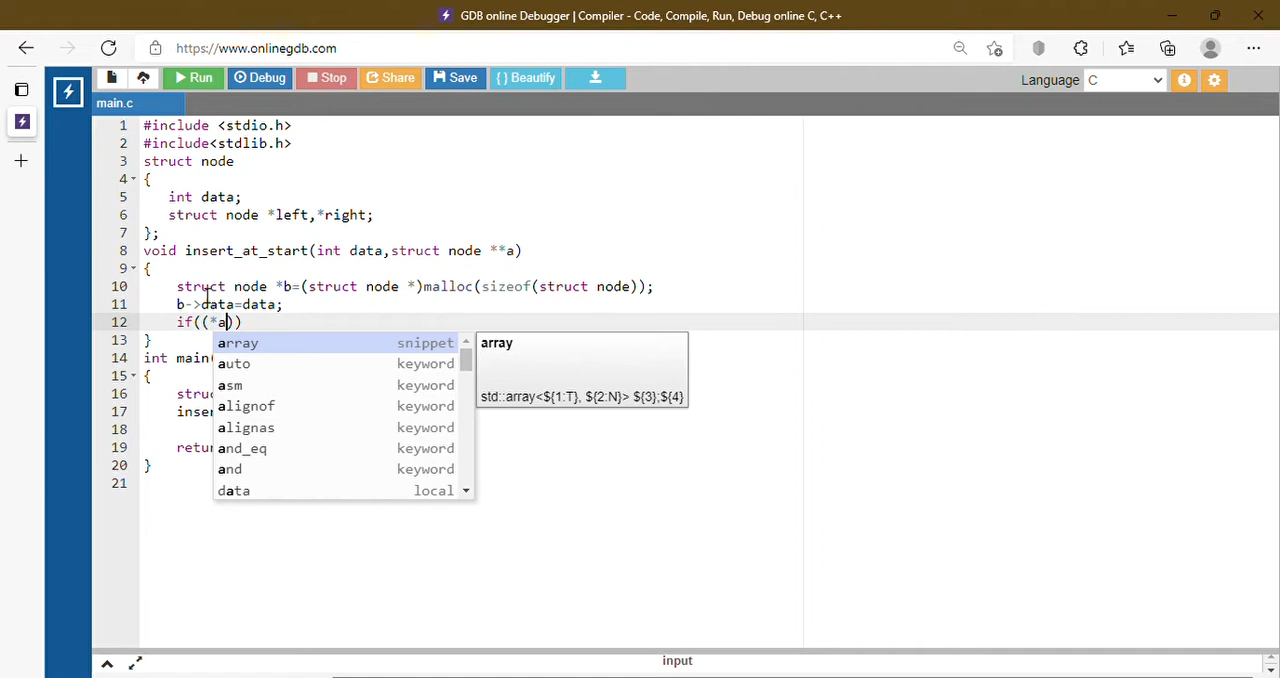 GDB online Debugger | Compiler - Code, Compile, Run, Debug online C, C++
https://www.onlinegdb.com
Run Debug Stop Share Save { } Beautify Language C
main.c
1 #include <stdio.h>
2 #include<stdlib.h>
3 struct node
4 {
5 int data;
6 struct node *left,*right;
7 };
8 void insert_at_start(int data,struct node **a)
9 {
10 struct node *b=(struct node *)malloc(sizeof(struct node));
11 b->data=data;
12 if((*a))
13 }
14 int main(
15 {
16 struc
17 inser
18
19 retur
20 }
21
array snippet
auto keyword
asm keyword
alignof keyword
alignas keyword
and_eq keyword
and keyword
data local
array
std::array<${1:T}, ${2:N}> ${3};${4}
input